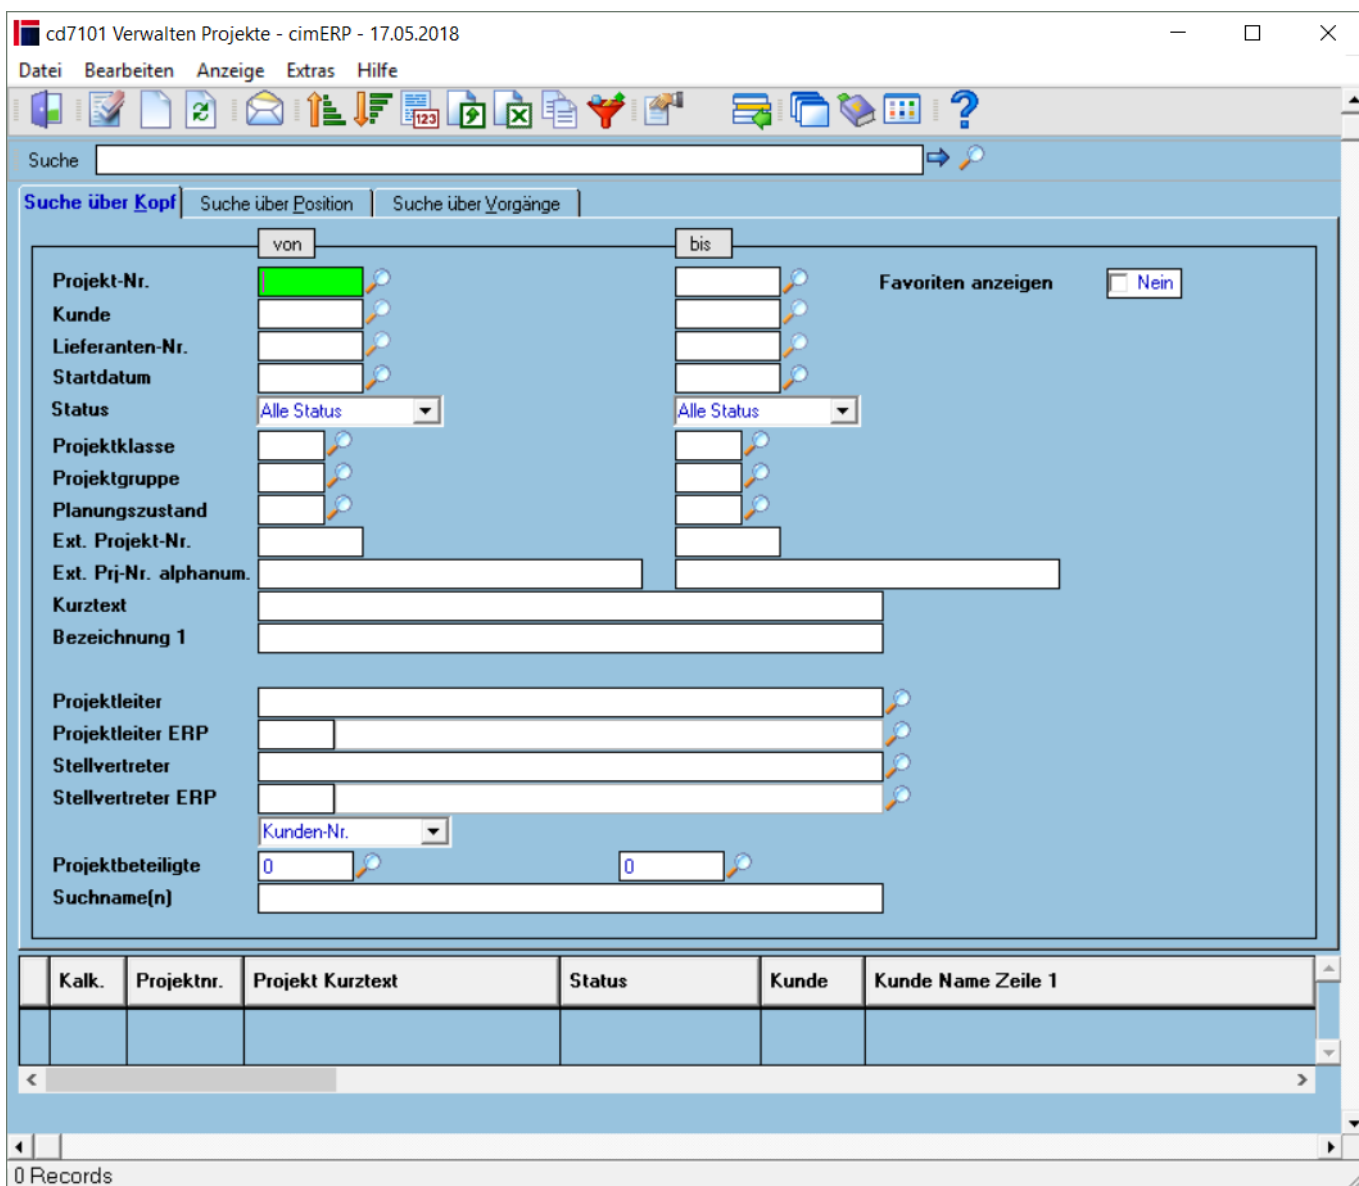 cd7101 Verwalten Projekte - cimERP - 17.05.2018
Datei Bearbeiten Anzeige Extras Hilfe
123
Suche
Suche über Kopf Suche über Position Suche über Vorgänge
von bis
Projekt-Nr. Favoriten anzeigen Nein
Kunde
Lieferanten-Nr.
Startdatum
Status Alle Status Alle Status
Projektklasse
Projektgruppe
Planungszustand
Ext. Projekt-Nr.
Ext. Prj-Nr. alphanum.
Kurztext
Bezeichnung 1
Projektleiter
Projektleiter ERP
Stellvertreter
Stellvertreter ERP
Kunden-Nr.
Projektbeteiligte 0 0
Suchname(n)
Kalk. Projektnr. Projekt Kurztext Status Kunde Kunde Name Zeile 1
0 Records